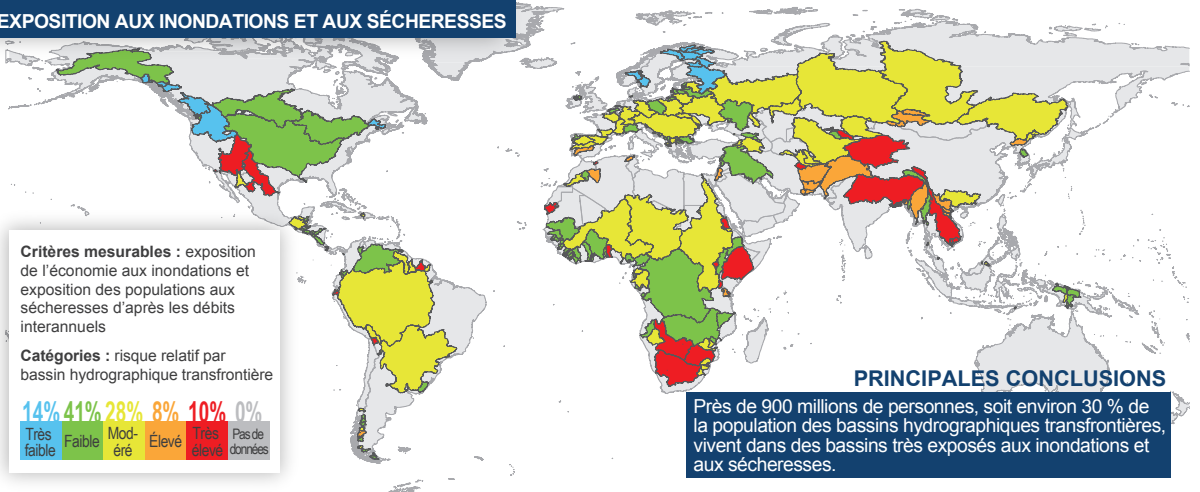 EXPOSITION AUX INONDATIONS ET AUX SÉCHERESSES
Critères mesurables : exposition
de l'économie aux inondations et
exposition des populations aux
sécheresses d'après les débits
interannuels
Catégories : risque relatif par
bassin hydrographique transfrontière
14% 41% 28% 8% 10% 0%
Très faible
Faible
Mod-éré
Élevé
Très élevé
Pas de données
PRINCIPALES CONCLUSIONS
Près de 900 millions de personnes, soit environ 30 % de
la population des bassins hydrographiques transfrontières,
vivent dans des bassins très exposés aux inondations et
aux sécheresses.